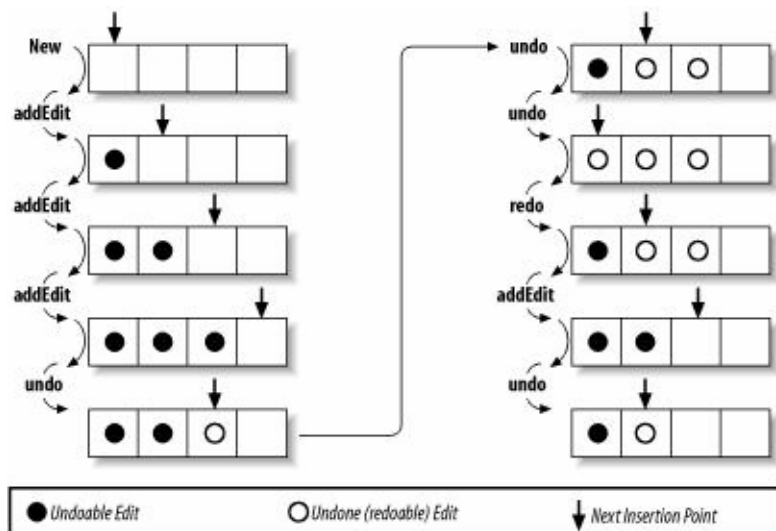 New
addEdit
addEdit
addEdit
undo
undo
undo
redo
addEdit
undo
Undoable Edit
Undone (redoable) Edit
Next Insertion Point